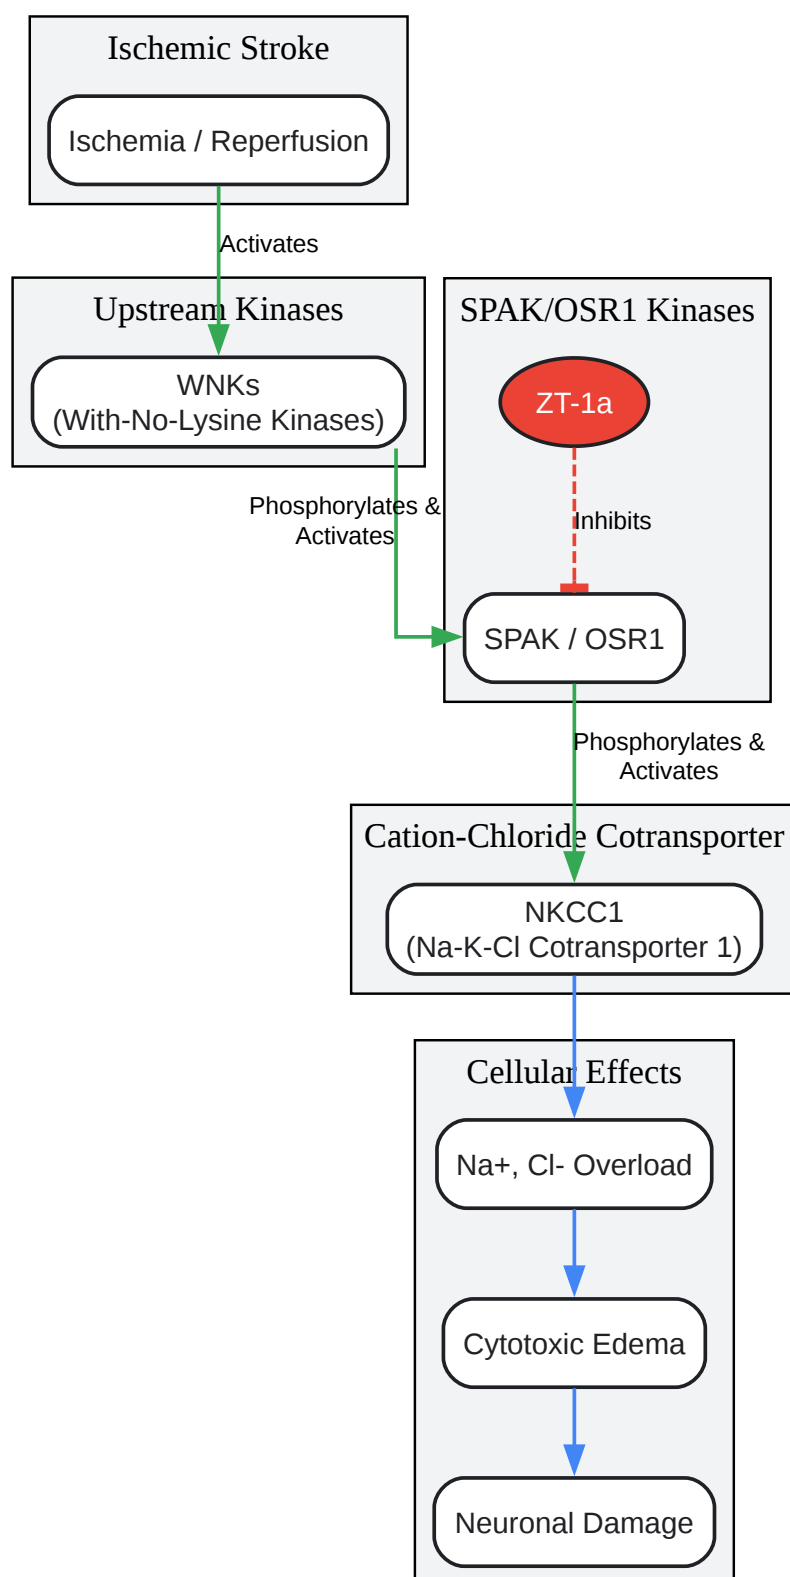 Ischemic Stroke
Ischemia / Reperfusion
Activates
Upstream Kinases
WNKs
(With-No-Lysine Kinases)
Phosphorylates &
Activates
SPAK/OSR1 Kinases
ZT-1a
Inhibits
SPAK / OSR1
Phosphorylates &
Activates
Cation-Chloride Cotransporter
NKCC1
(Na-K-Cl Cotransporter 1)
Cellular Effects
Na+, Cl- Overload
Cytotoxic Edema
Neuronal Damage